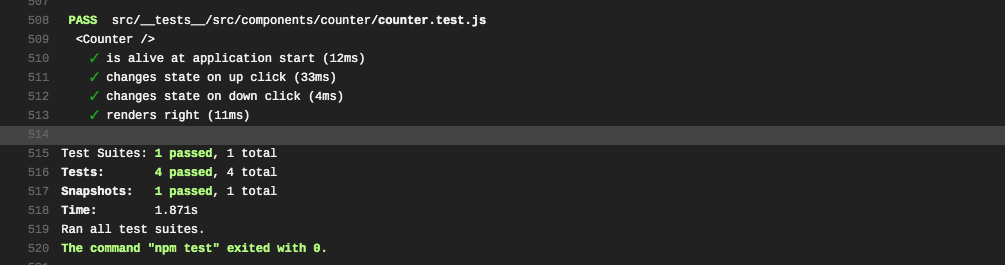 507
508 PASS src/__tests__/src/components/counter/counter.test.js
509 <Counter />
510 ✓ is alive at application start (12ms)
511 ✓ changes state on up click (33ms)
512 ✓ changes state on down click (4ms)
513 ✓ renders right (11ms)
514
515 Test Suites: 1 passed, 1 total
516 Tests: 4 passed, 4 total
517 Snapshots: 1 passed, 1 total
518 Time: 1.871s
519 Ran all test suites.
520 The command "npm test" exited with 0.
521